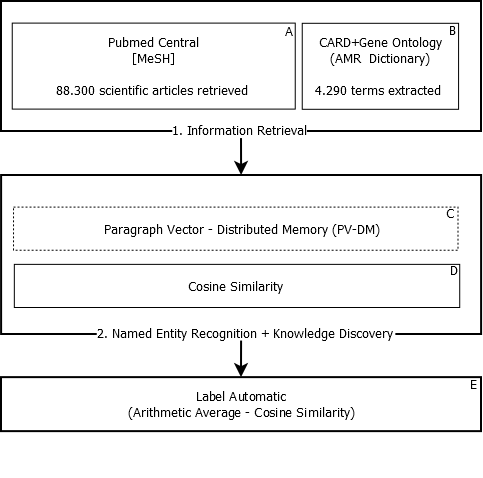 A
Pubmed Central
[MeSH]
88.300 scientific articles retrieved
B
CARD+Gene Ontology
(AMR Dictionary)
4.290 terms extracted
1. Information Retrieval
C
Paragraph Vector - Distributed Memory (PV-DM)
D
Cosine Similarity
2. Named Entity Recognition + Knowledge Discovery
E
Label Automatic
(Arithmetic Average - Cosine Similarity)